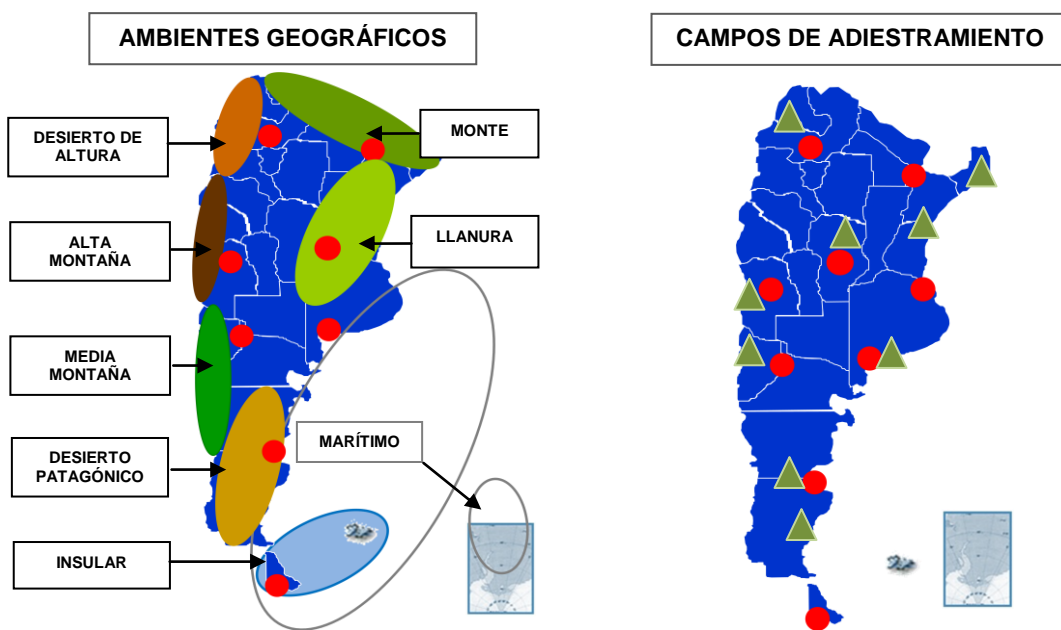 AMBIENTES GEOGRÁFICOS
CAMPOS DE ADIESTRAMIENTO
DESIERTO DE
ALTURA
MONTE
ALTA
MONTAÑA
LLANURA
MEDIA
MONTAÑA
MARÍTIMO
DESIERTO
PATAGÓNICO
INSULAR